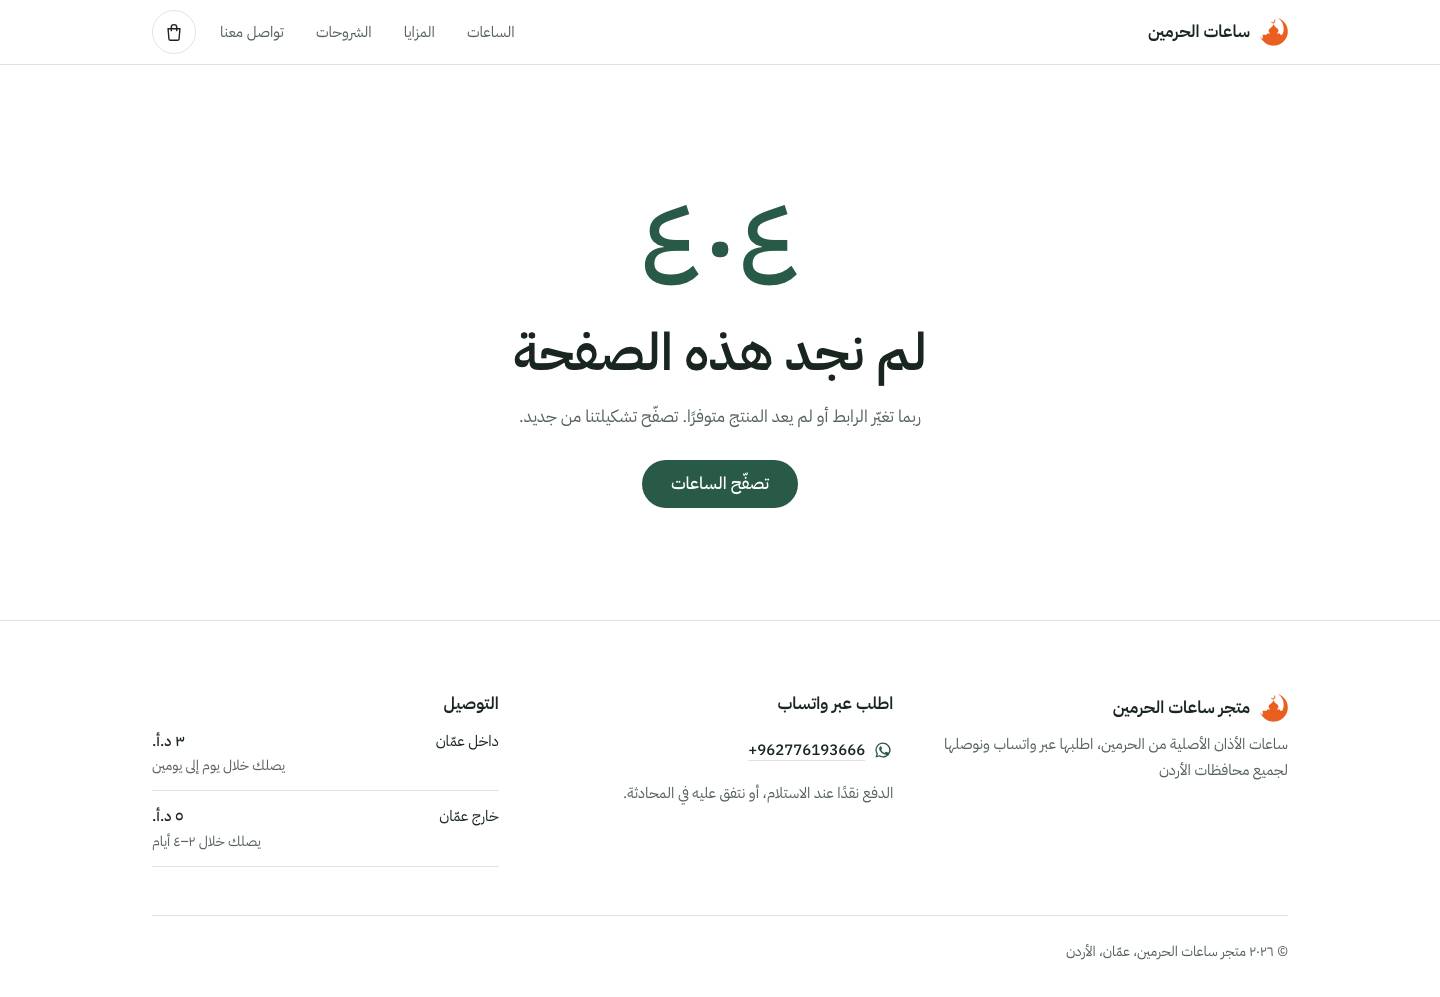 ساعات الحرمين
الساعات
المزايا
الشروحات
تواصل معنا
٤٠٤
لم نجد هذه الصفحة
ربما تغيّر الرابط أو لم يعد المنتج متوفرًا. تصفّح تشكيلتنا من جديد.
تصفّح الساعات
متجر ساعات الحرمين
ساعات الأذان الأصلية من الحرمين، اطلبها عبر واتساب ونوصلها
لجميع محافظات الأردن
اطلب عبر واتساب
+962776193666
الدفع نقدًا عند الاستلام، أو نتفق عليه في المحادثة.
التوصيل
داخل عمّان
٣ د.أ.
يصلك خلال يوم إلى يومين
خارج عمّان
٥ د.أ.
يصلك خلال ٢–٤ أيام
© ٢٠٢٦ متجر ساعات الحرمين، عمّان، الأردن